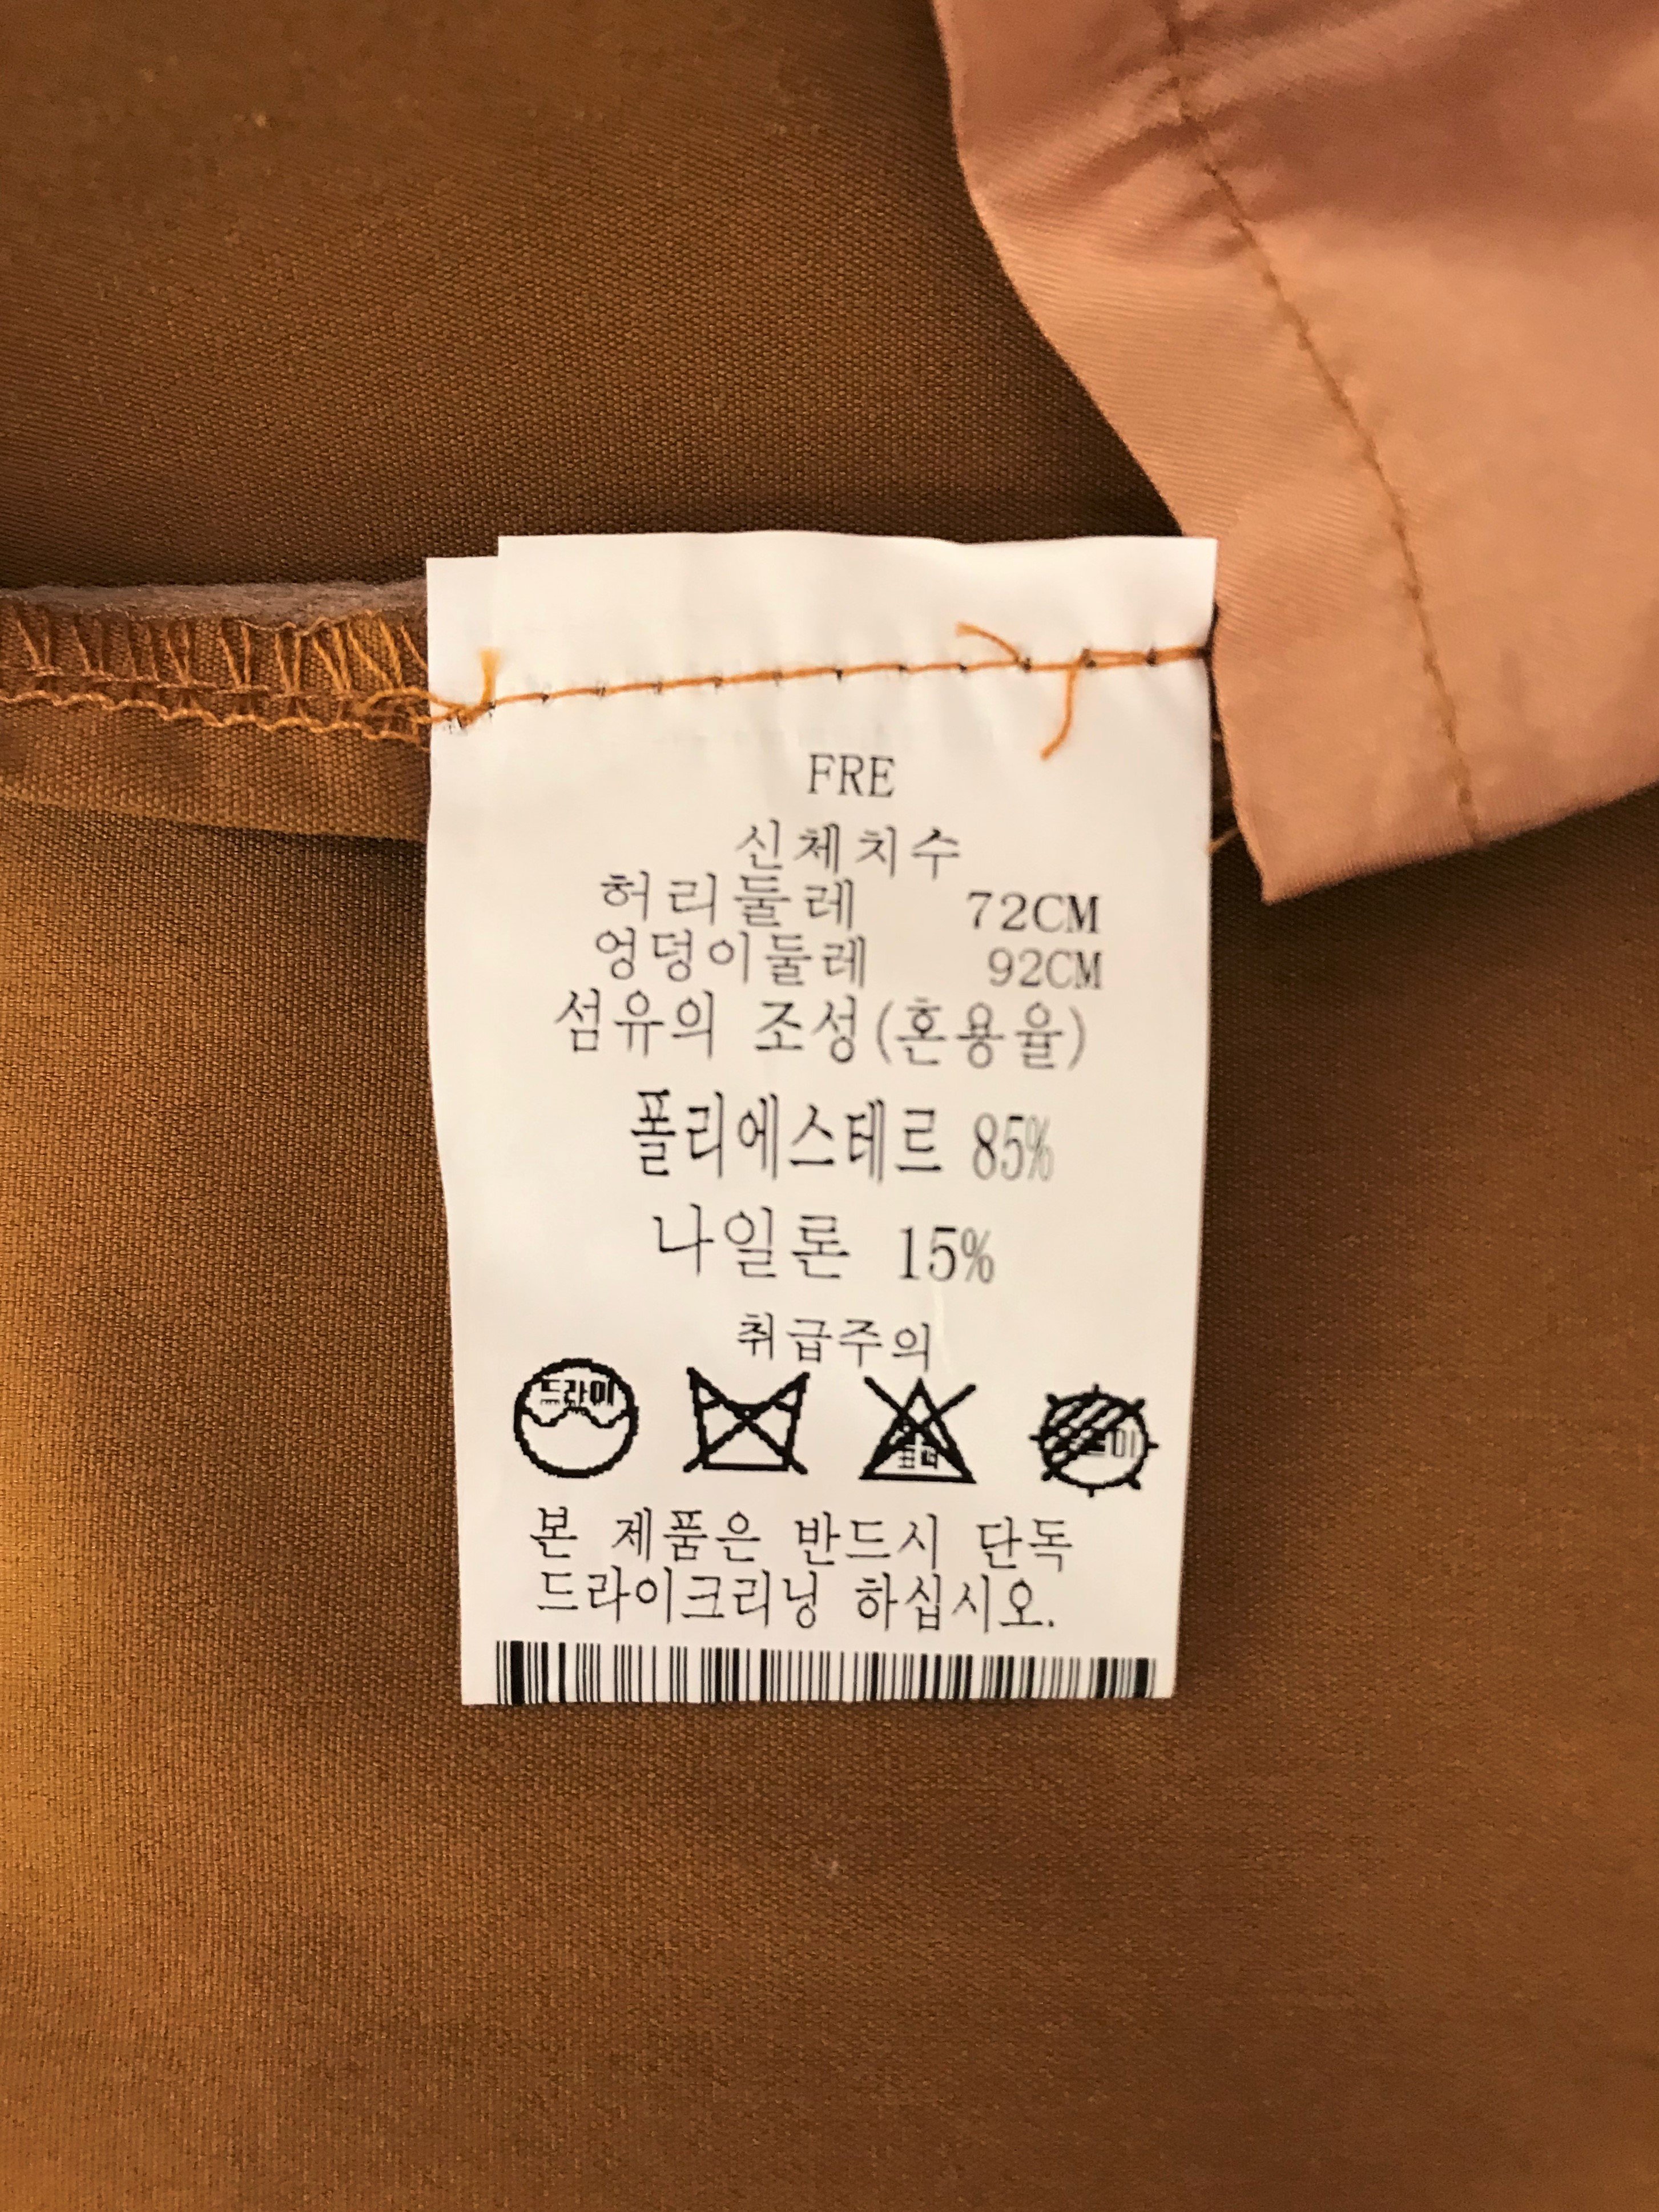 FRE
신체치수
허리둘레 72CM
엉덩이둘레 92CM
섬유의 조성(혼용율)
폴리에스테르 85%
나일론 15%
취급주의
드라이
표백
본 제품은 반드시 단독
드라이크리닝 하십시오.